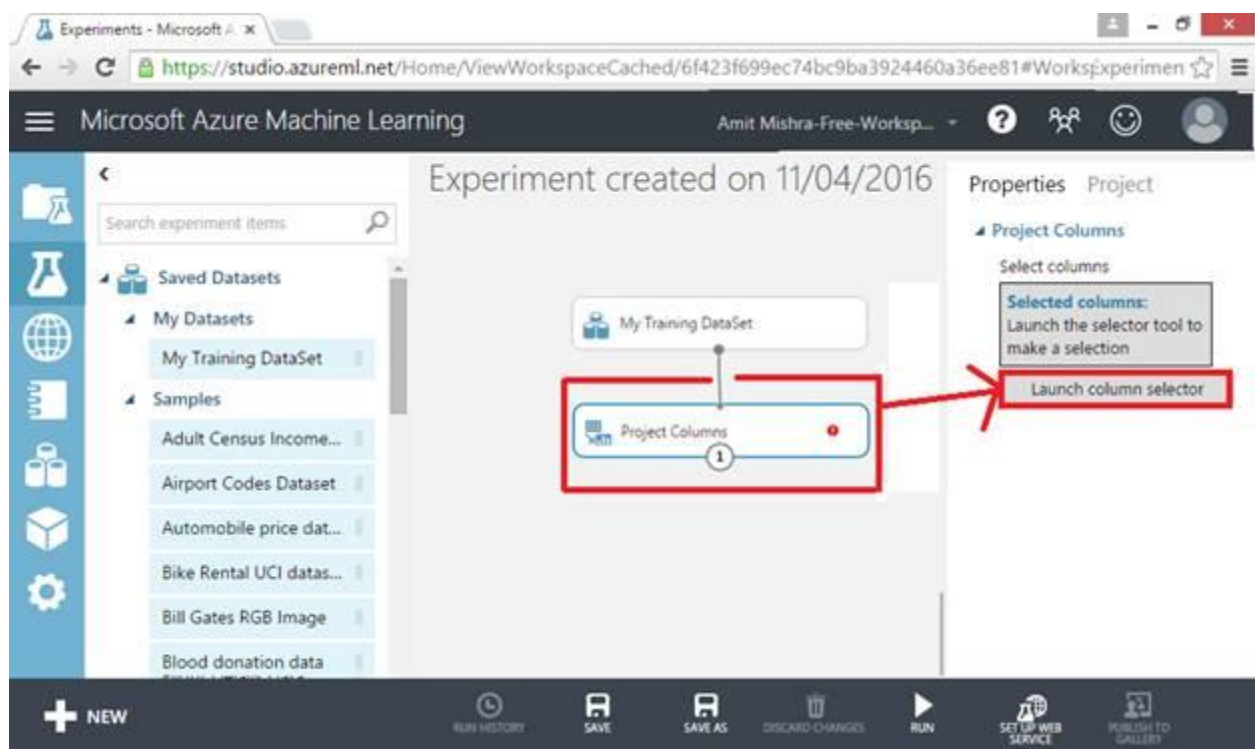 Experiments - Microsoft A
https://studio.azureml.net/Home/ViewWorkspaceCached/6f423f699ec74bc9ba3924460a36ee81#Works
Experimen
Microsoft Azure Machine Learning
Amit Mishra-Free-Worksp...
?
Search experiment items
Saved Datasets
My Datasets
My Training DataSet
Samples
Adult Census Income...
Airport Codes Dataset
Automobile price dat...
Bike Rental UCI datas...
Bill Gates RGB Image
Blood donation data
Experiment created on 11/04/2016
My Training DataSet
Project Columns
1
Properties Project
Project Columns
Select columns
Selected columns:
Launch the selector tool to
make a selection
Launch column selector
NEW
RUN HISTORY
SAVE
SAVE AS
DISCARD CHANGES
RUN
SET UP WEB
SERVICE
PUBLISH TO
GALLERY